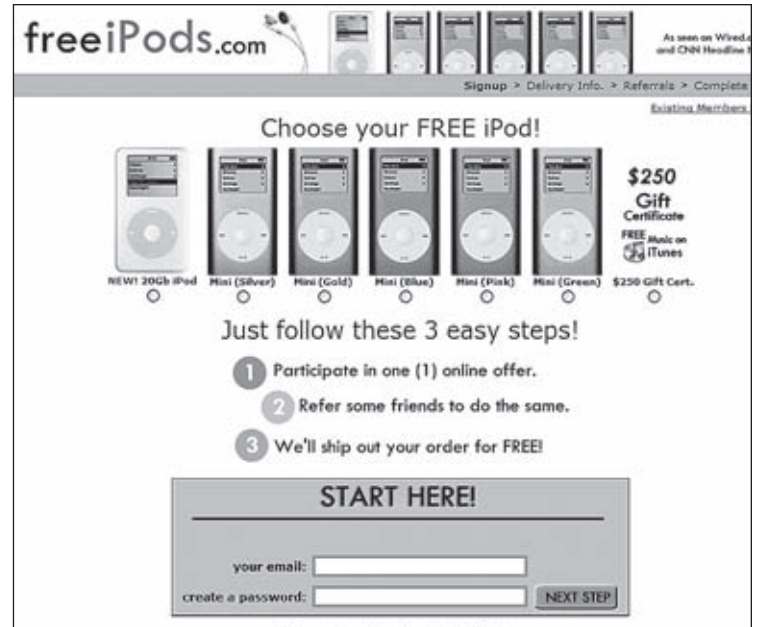 freeiPods.com
As seen on Wired.
and CNN Headline
Signup > Delivery Info. > Referrals > Complete
Existing Members
Choose your FREE iPod!
$250
Gift
Certificate
FREE Music on
iTunes
NEW! 20Gb iPod Mini (Silver) Mini (Gold) Mini (Blue) Mini (Pink) Mini (Green) $250 Gift Cert.
Just follow these 3 easy steps!
1 Participate in one (1) online offer.
2 Refer some friends to do the same.
3 We'll ship out your order for FREE!
START HERE!
your email:
create a password: NEXT STEP